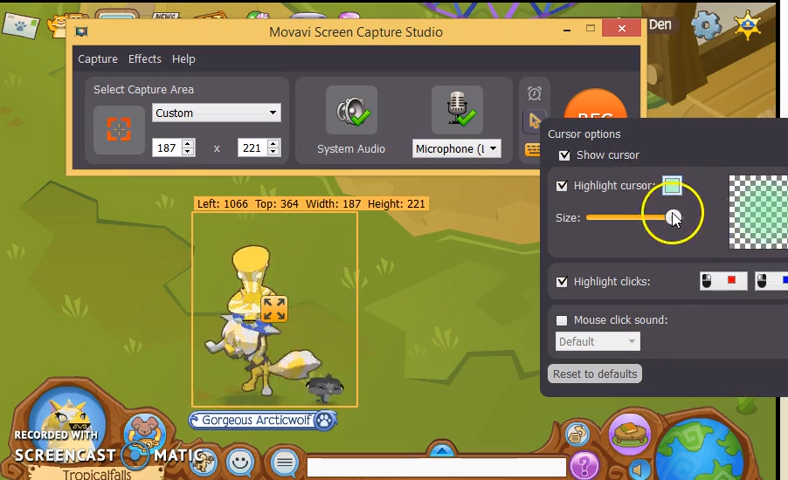 Movavi Screen Capture Studio
Den
Capture Effects Help
Select Capture Area
Custom
187 x 221
System Audio
Microphone (L
REC
Cursor options
Show cursor
Highlight cursor:
Size:
Highlight clicks:
Mouse click sound:
Default
Reset to defaults
Left: 1066 Top: 364 Width: 187 Height: 221
Gorgeous Arcticwolf
RECORDED WITH
SCREENCAST MATIC
Tropicalfalls
?